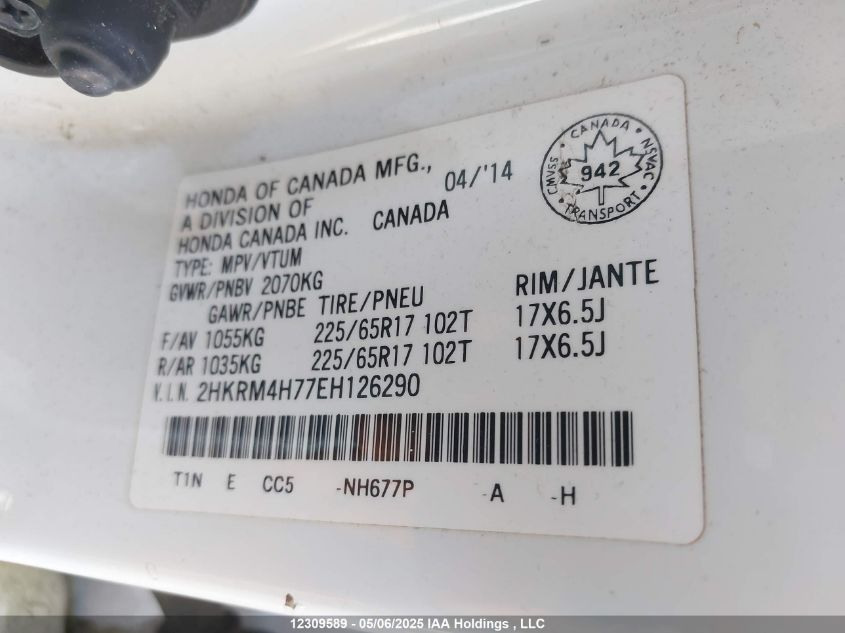 HONDA OF CANADA MFG., 04/'14
A DIVISION OF
HONDA CANADA INC. CANADA
TYPE: MPV/VTUM
GVWR/PNBV 2070KG
GAWR/PNBE TIRE/PNEU RIM/JANTE
F/AV 1055KG 225/65R17 102T 17X6.5J
R/AR 1035KG 225/65R17 102T 17X6.5J
V.I.N. 2HKRM4H77EH126290
T1N E CC5 -NH677P -A -H
CANADA • NSVAC
CMVSS • TRANSPORT •
942
12309589 - 05/06/2025 IAA Holdings , LLC